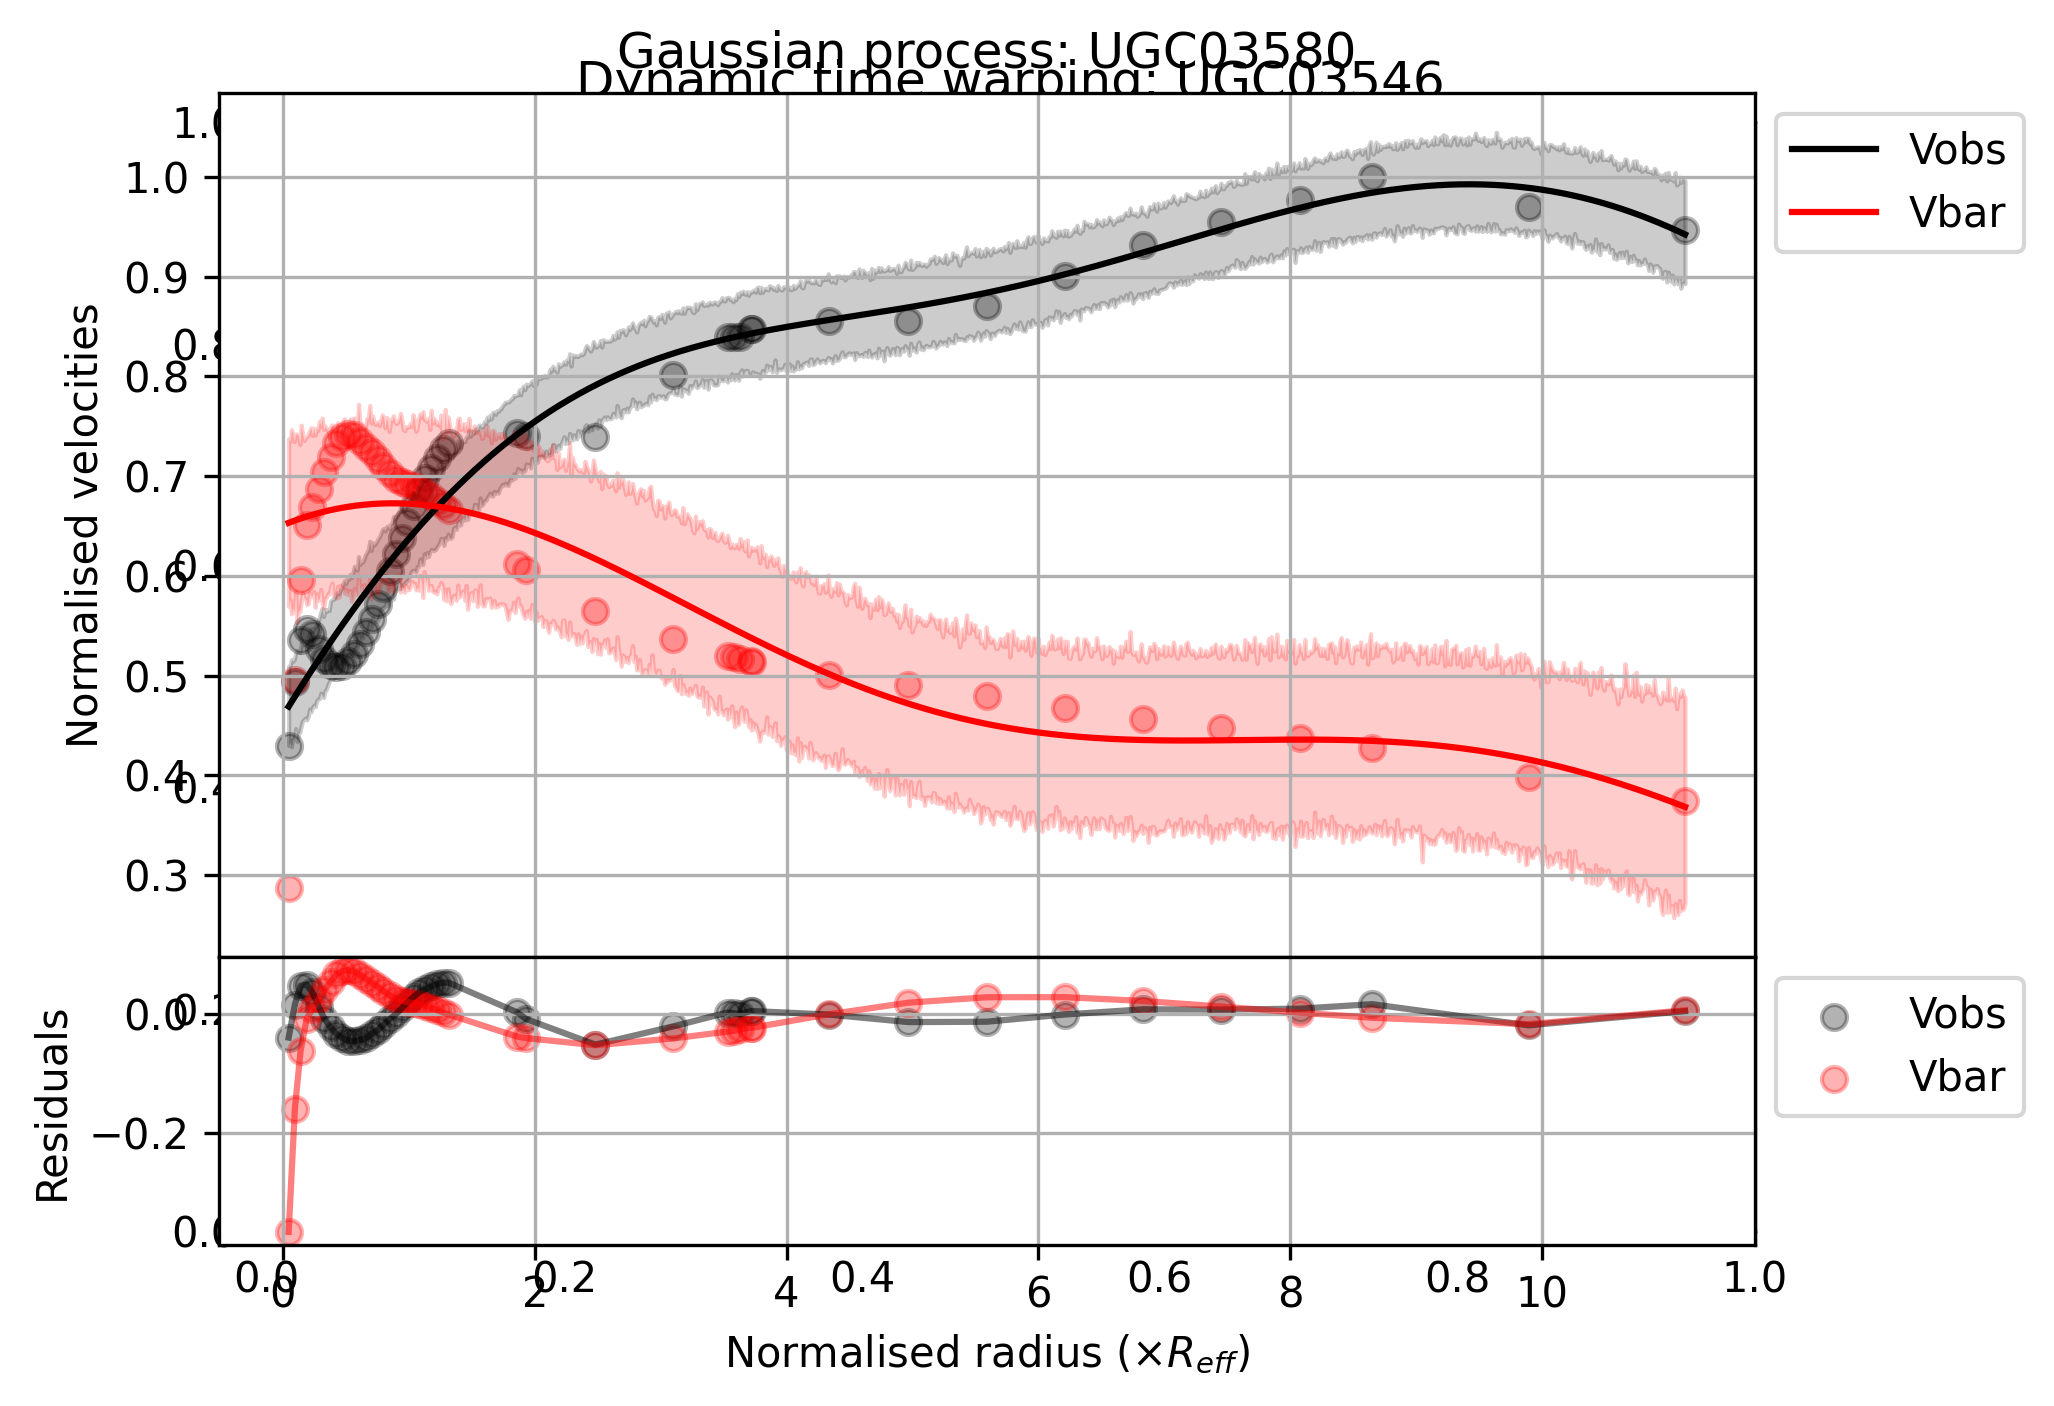 Gaussian process: UGC03580
Dynamic time warping: UGC03546
Normalised velocities
1.0
0.9
0.8
0.7
0.6
0.5
0.4
0.3
Vobs
Vbar
Residuals
0.0
−0.2
Vobs
Vbar
0.0 0.2 0.4 0.6 0.8 1.0
0 2 4 6 8 10
Normalised radius (×R_eff)